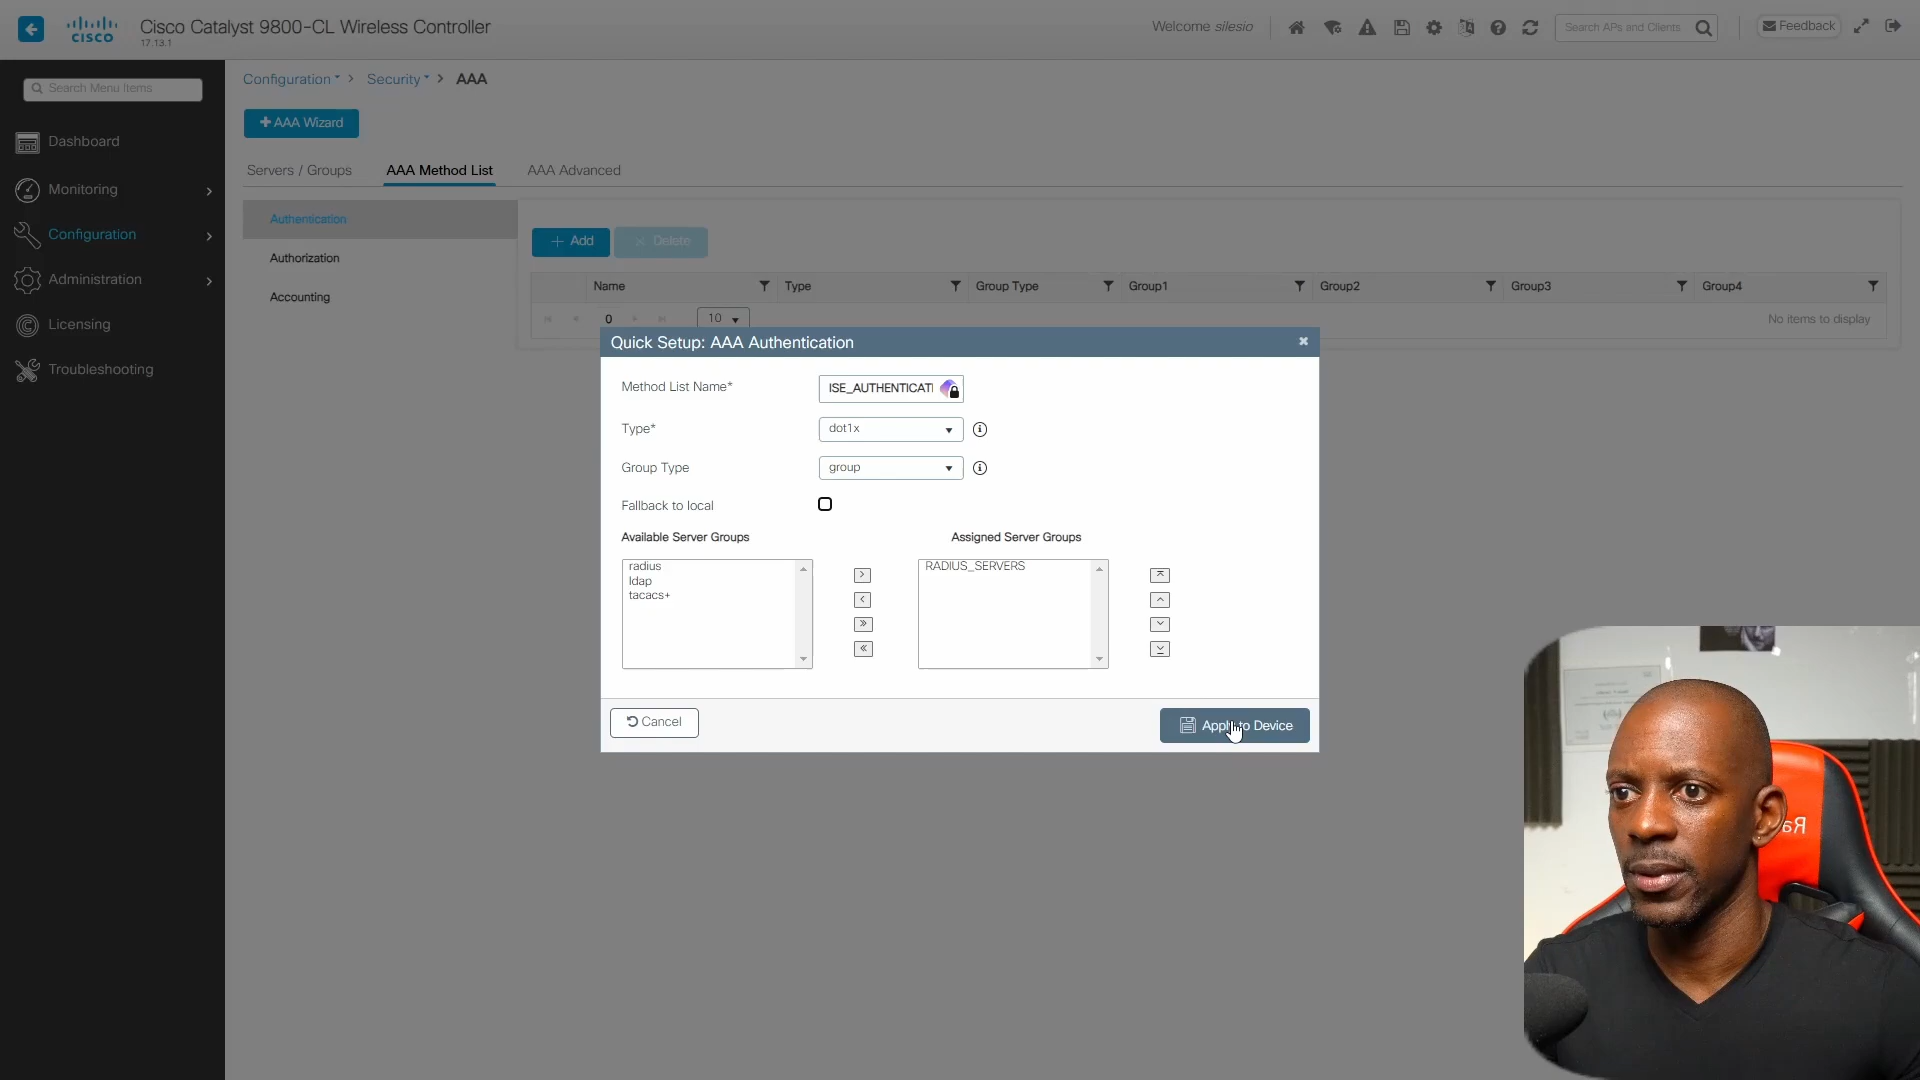 Cisco Catalyst 9800-CL Wireless Controller
17.13.1
CISCO
Welcome silesio
Search APs and Clients
Feedback
Search Menu Items
Dashboard
Monitoring
Configuration
Administration
Licensing
Troubleshooting
Configuration > Security > AAA
+ AAA Wizard
Servers / Groups
AAA Method List
AAA Advanced
Authentication
Authorization
Accounting
+ Add
× Delete
Name Type Group Type Group1 Group2 Group3 Group4
0 10 No items to display
Quick Setup: AAA Authentication
Method List Name* ISE_AUTHENTICATI
Type* dot1x
Group Type group
Fallback to local
Available Server Groups Assigned Server Groups
radius
ldap
tacacs+
RADIUS_SERVERS
Cancel
Apply to Device
Ra